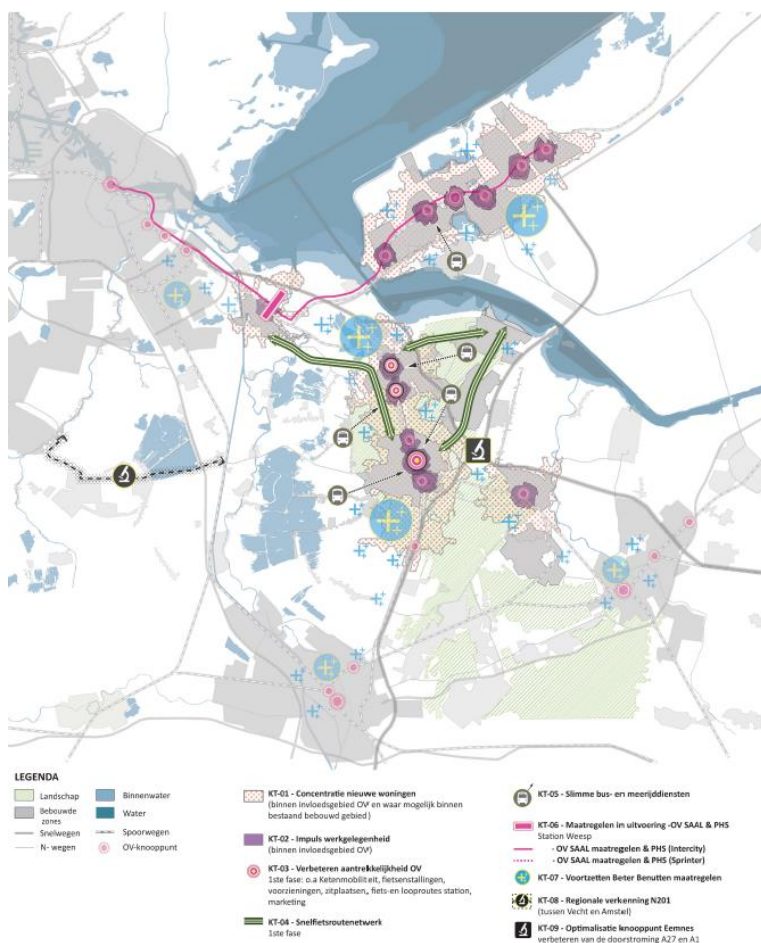 LEGENDA
Landschap
Bebouwde
zones
Snelwegen
N- wegen
Binnenwater
Water
Spoorwegen
OV-knooppunt
KT-01 - Concentratie nieuwe woningen
(binnen invloedsgebied OV en waar mogelijk binnen
bestaand bebouwd gebied)
KT-02 - Impuls werkgelegenheid
(binnen invloedsgebied OV)
KT-03 - Verbeteren aantrekkelijkheid OV
1ste fase: o.a Ketenmobiliteit, fietsenstallingen,
voorzieningen, zitplaatsen, fiets-en looproutes station,
marketing
KT-04 - Snelfietsroutenetwerk
1ste fase
KT-05 - Slimme bus- en meerijdiensten
KT-06 - Maatregelen in uitvoering -OV SAAL & PHS
Station Weesp
- OV SAAL maatregelen & PHS (Intercity)
- OV SAAL maatregelen & PHS (Sprinter)
KT-07 - Voortzetten Beter Benutten maatregelen
KT-08 - Regionale verkenning N201
(tussen Vecht en Amstel)
KT-09 - Optimalisatie knooppunt Eemnes
verbeteren van de doorstroming A27 en A1